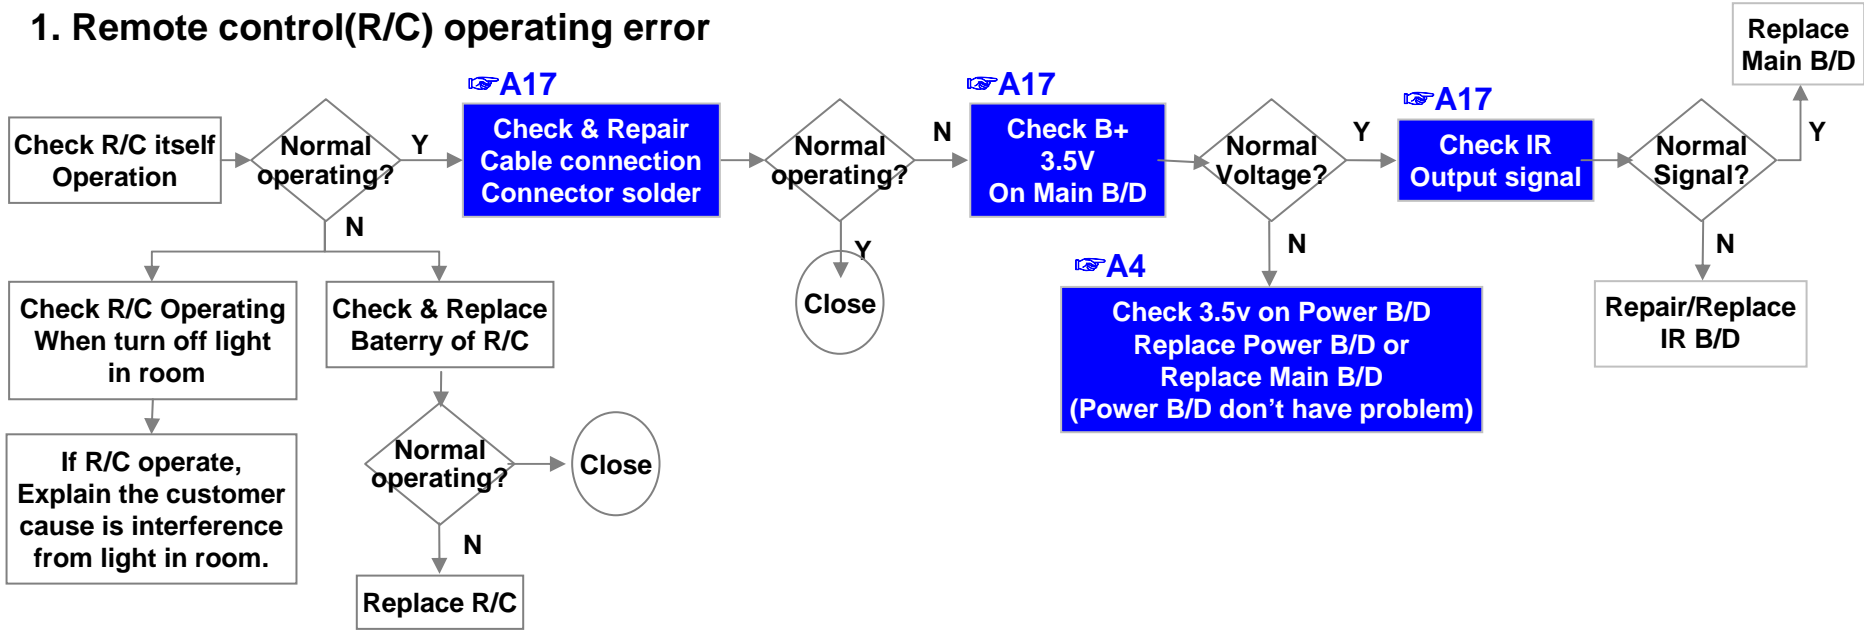 1. Remote control(R/C) operating error
Replace
Main B/D
☞A17
☞A17
☞A17
Check R/C itself
Operation
Normal
operating?
Y
Check & Repair
Cable connection
Connector solder
Normal
operating?
N
Check B+
3.5V
On Main B/D
Normal
Voltage?
Y
Check IR
Output signal
Normal
Signal?
Y
N
Y
Close
N
N
☞A4
Check R/C Operating
When turn off light
in room
Check & Replace
Baterry of R/C
Check 3.5v on Power B/D
Replace Power B/D or
Replace Main B/D
(Power B/D don’t have problem)
Repair/Replace
IR B/D
If R/C operate,
Explain the customer
cause is interference
from light in room.
Normal
operating?
Close
N
Replace R/C